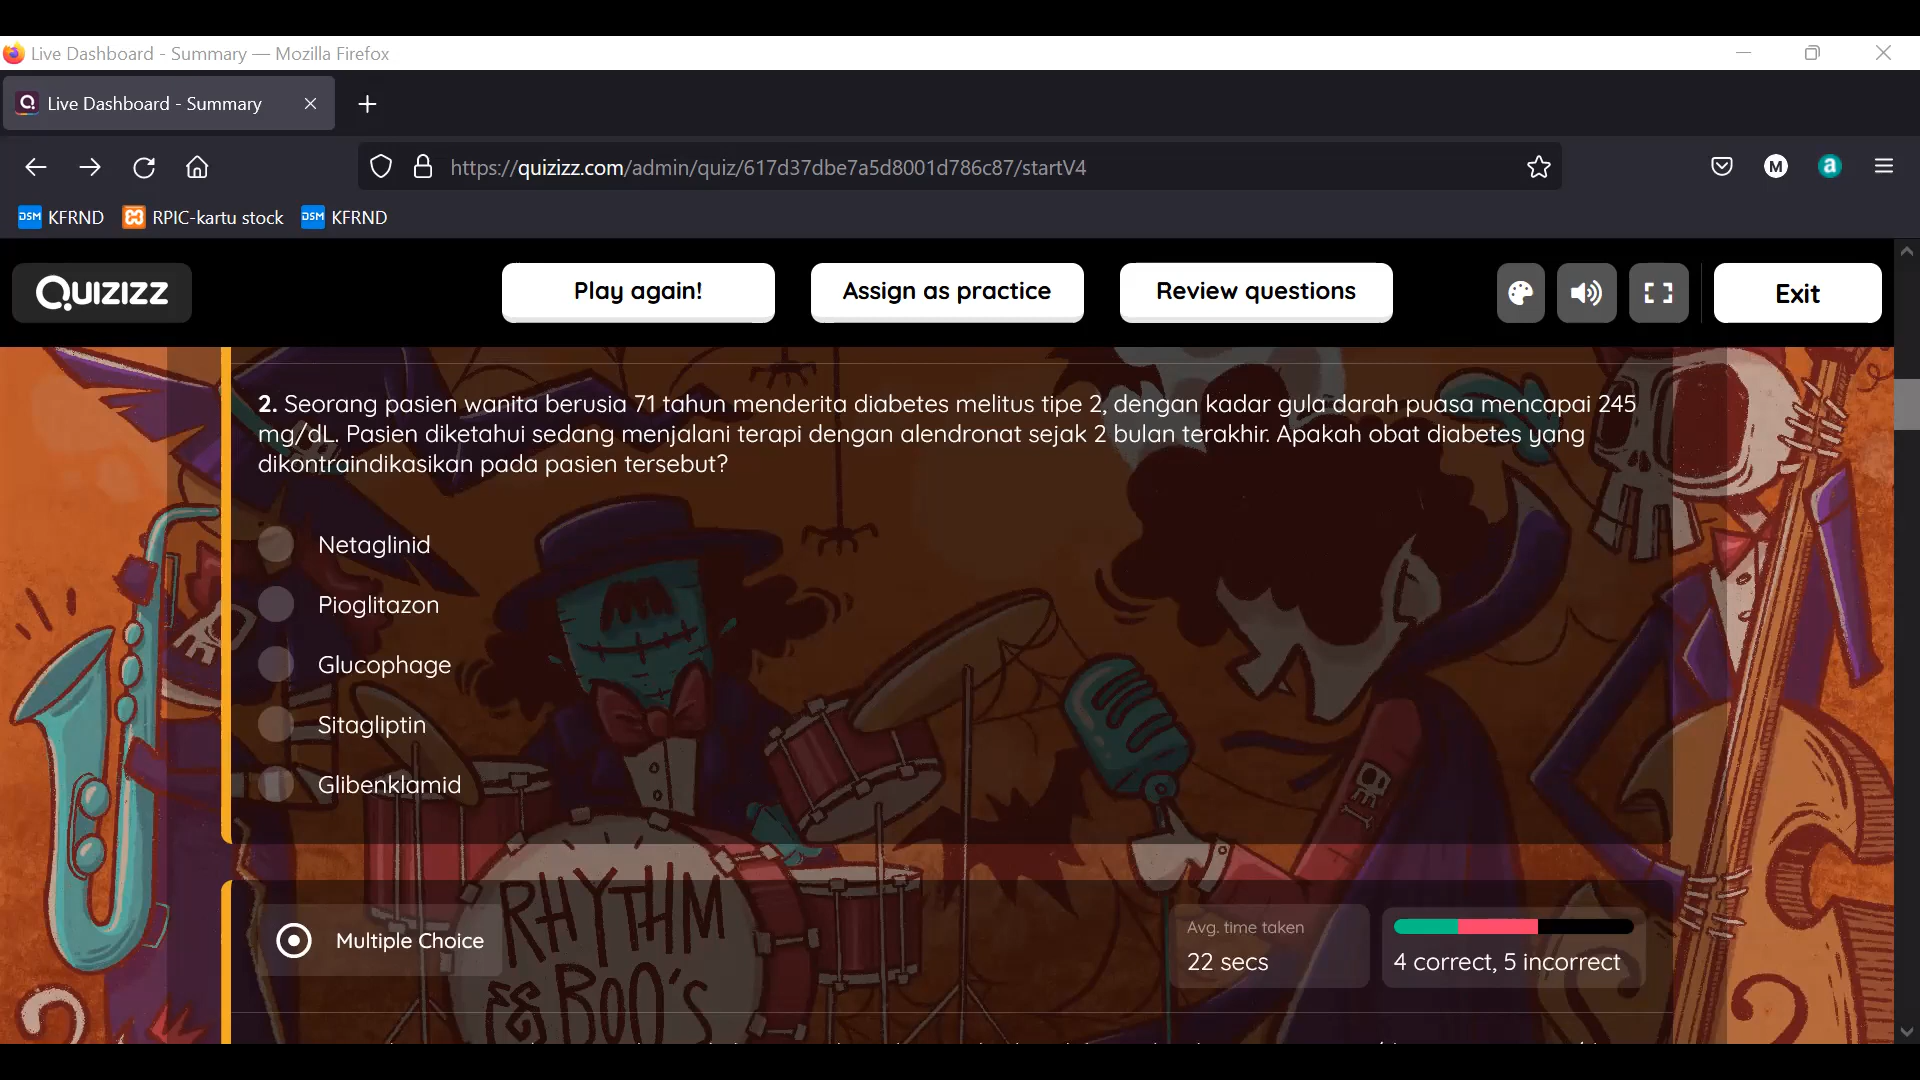 Live Dashboard - Summary — Mozilla Firefox
Live Dashboard - Summary
https://quizizz.com/admin/quiz/617d37dbe7a5d8001d786c87/startV4
M
a
DSM KFRND
RPIC-kartu stock
DSM KFRND
QUIZIZZ
Play again!
Assign as practice
Review questions
Exit
2. Seorang pasien wanita berusia 71 tahun menderita diabetes melitus tipe 2, dengan kadar gula darah puasa mencapai 245
mg/dL. Pasien diketahui sedang menjalani terapi dengan alendronat sejak 2 bulan terakhir. Apakah obat diabetes yang
dikontraindikasikan pada pasien tersebut?
Netaglinid
Pioglitazon
Glucophage
Sitagliptin
Glibenklamid
RHYTHM
& BOO'S
Multiple Choice
Avg. time taken
22 secs
4 correct, 5 incorrect